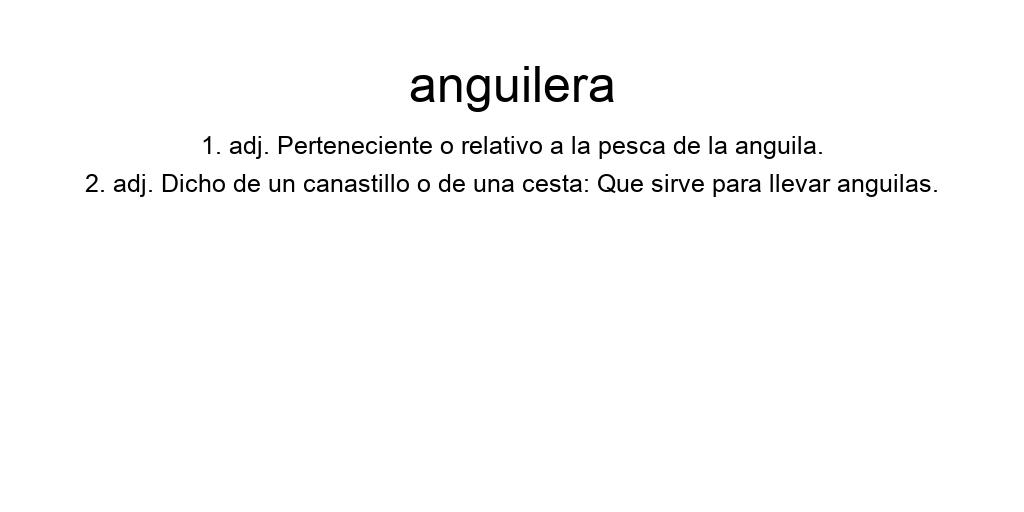 anguilera
1. adj. Perteneciente o relativo a la pesca de la anguila.
2. adj. Dicho de un canastillo o de una cesta: Que sirve para llevar anguilas.